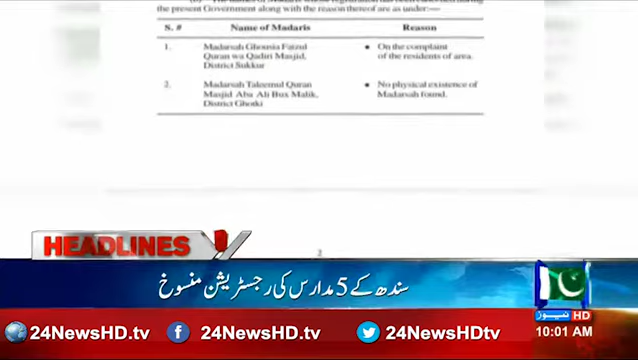 the present Government along with the reason thereof are as under:—
S. # Name of Madaris Reason
1. Madarsah Ghousia Faizul Quran wa Qadiri Masjid, District Sukkur
• On the complaint of the residents of area.
2. Madarsah Taleemul Quran Masjid Abu Ali Bux Malik, District Ghotki
• No physical existence of Madarsah found.
2
HEADLINES
سندھ کے 5 مدارس کی رجسٹریشن منسوخ
نیوز HD
24NewsHD.tv 24NewsHD.tv 24NewsHDtv 10:01 AM